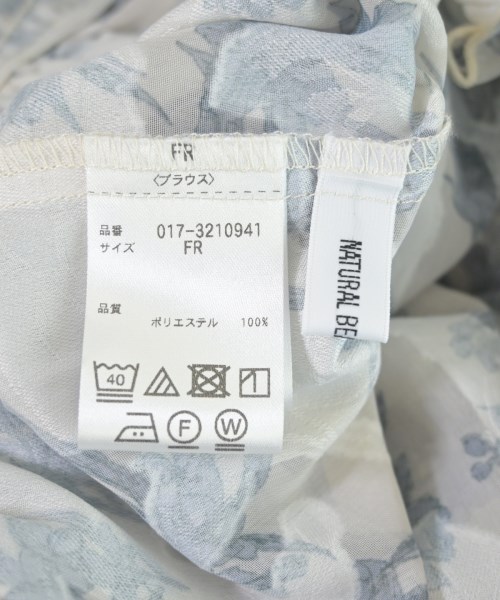 FR
〈ブラウス〉
品番 017-3210941
サイズ FR
品質
ポリエステル 100%
40
F W
NATURAL BE